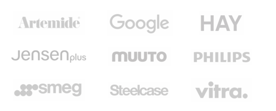 Artemide Google HAY
JENSENplus muuto PHILIPS
smeg Steelcase vitra.